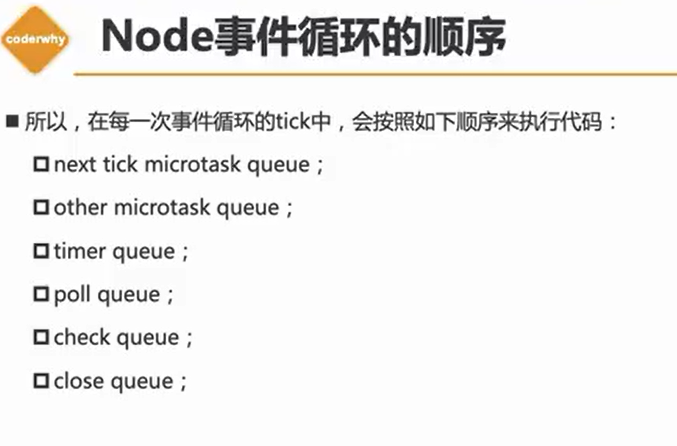 coderwhy
Node事件循环的顺序
所以，在每一次事件循环的tick中，会按照如下顺序来执行代码：
next tick microtask queue；
other microtask queue；
timer queue；
poll queue；
check queue；
close queue；